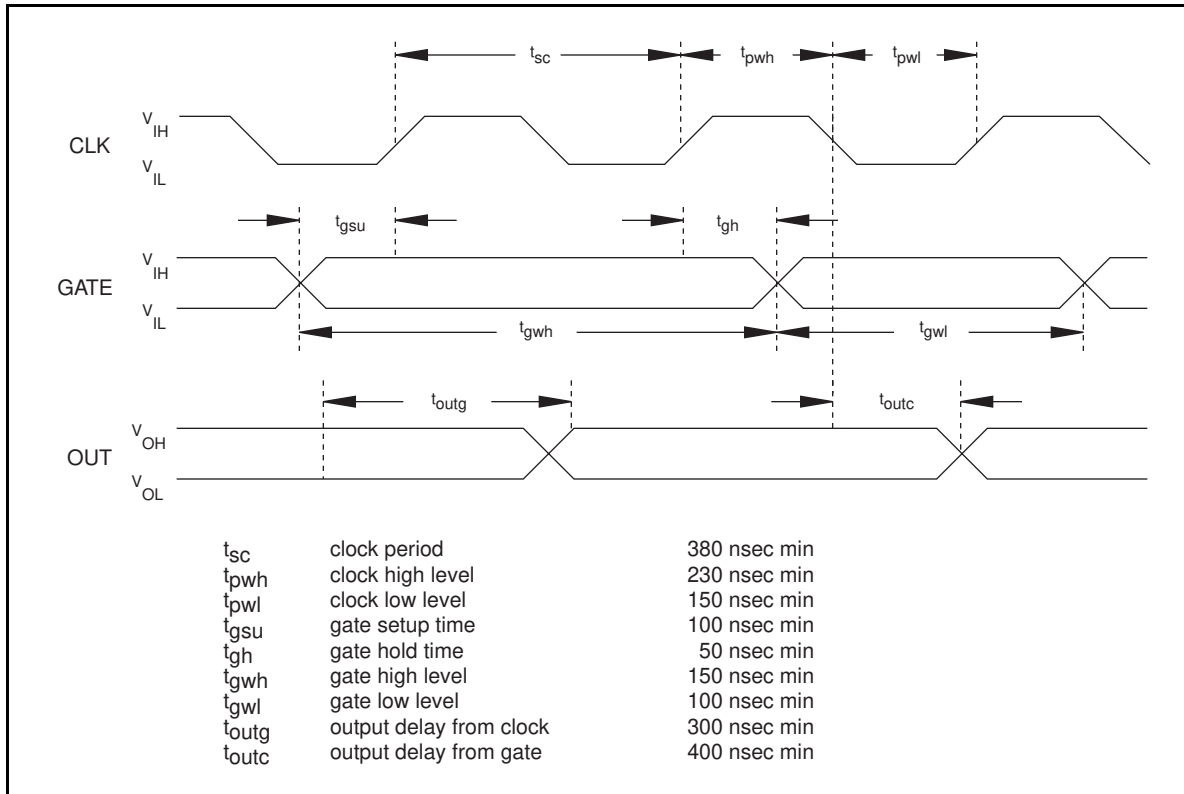 t_sc t_pwh t_pwl
CLK V_IH
V_IL
t_gsu t_gh
GATE V_IH
V_IL
t_gwh t_gwl
t_outg t_outc
OUT V_OH
V_OL
t_sc clock period 380 nsec min
t_pwh clock high level 230 nsec min
t_pwl clock low level 150 nsec min
t_gsu gate setup time 100 nsec min
t_gh gate hold time 50 nsec min
t_gwh gate high level 150 nsec min
t_gwl gate low level 100 nsec min
t_outg output delay from clock 300 nsec min
t_outc output delay from gate 400 nsec min